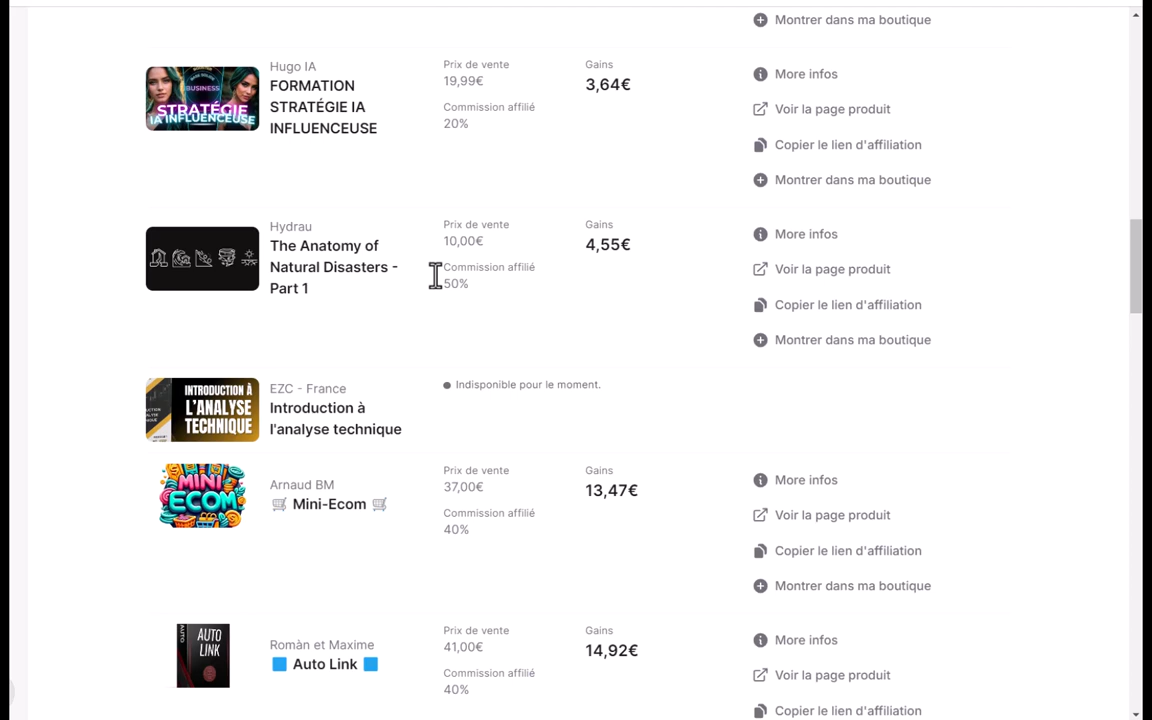 Montrer dans ma boutique
BUSINESS
STRATÉGIE
IA INFLUENCEUSE
Hugo IA
FORMATION
STRATÉGIE IA
INFLUENCEUSE
Prix de vente
19,99€
Commission affilié
20%
Gains
3,64€
More infos
Voir la page produit
Copier le lien d'affiliation
Montrer dans ma boutique
Hydrau
The Anatomy of
Natural Disasters -
Part 1
Prix de vente
10,00€
Commission affilié
50%
Gains
4,55€
More infos
Voir la page produit
Copier le lien d'affiliation
Montrer dans ma boutique
INTRODUCTION À
L'ANALYSE
TECHNIQUE
EZC - France
Introduction à
l'analyse technique
Indisponible pour le moment.
MINI
ECOM
Arnaud BM
🛒 Mini-Ecom 🛒
Prix de vente
37,00€
Commission affilié
40%
Gains
13,47€
More infos
Voir la page produit
Copier le lien d'affiliation
Montrer dans ma boutique
AUTO
LINK
Romàn et Maxime
🟦 Auto Link 🟦
Prix de vente
41,00€
Commission affilié
40%
Gains
14,92€
More infos
Voir la page produit
Copier le lien d'affiliation